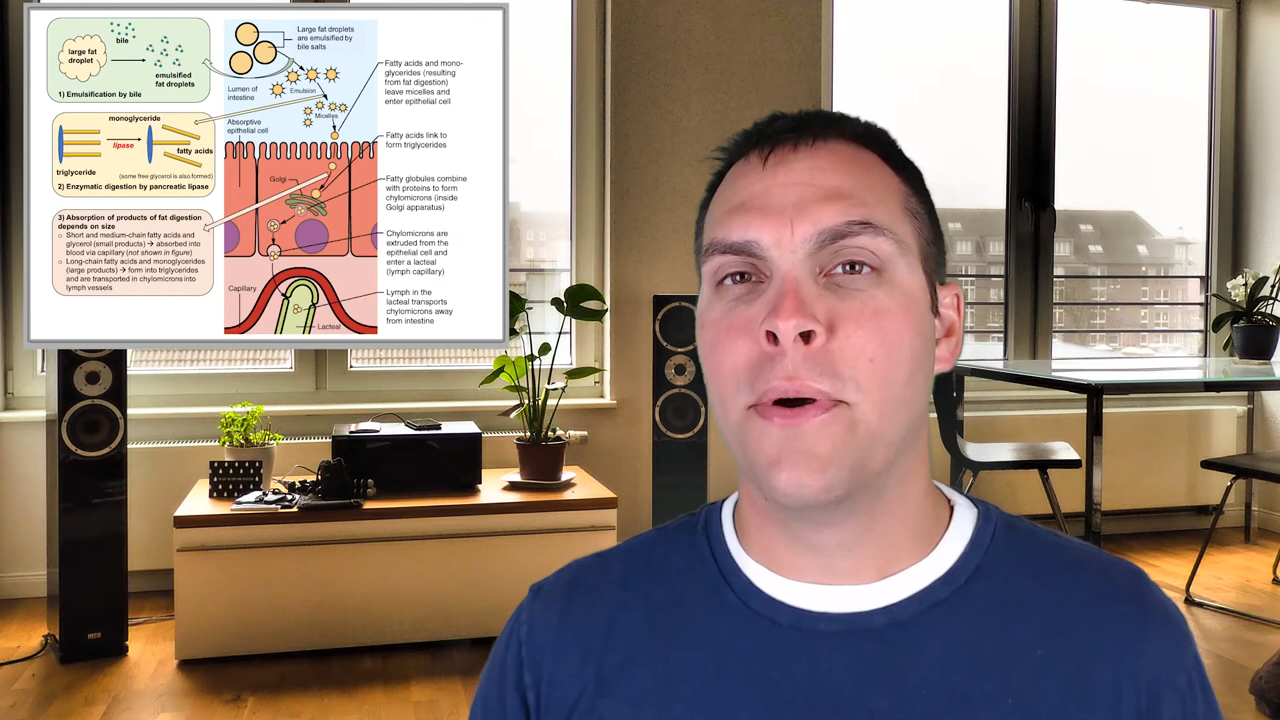 large fat
droplet
bile
emulsified
fat droplets
1) Emulsification by bile
monoglyceride
lipase
fatty acids
triglyceride
(some free glycerol is also formed)
2) Enzymatic digestion by pancreatic lipase
3) Absorption of products of fat digestion
depends on size
o Short and medium-chain fatty acids and
glycerol (small products) → absorbed into
blood via capillary (not shown in figure)
o Long-chain fatty acids and monoglycerides
(large products) → form into triglycerides
and are transported in chylomicrons into
lymph vessels
Large fat droplets
are emulsified by
bile salts
Lumen of
intestine
Emulsion
Micelles
Absorptive
epithelial cell
Golgi
Capillary
Lacteal
Fatty acids and mono-
glycerides (resulting
from fat digestion)
leave micelles and
enter epithelial cell
Fatty acids link to
form triglycerides
Fatty globules combine
with proteins to form
chylomicrons (inside
Golgi apparatus)
Chylomicrons are
extruded from the
epithelial cell and
enter a lacteal
(lymph capillary)
Lymph in the
lacteal transports
chylomicrons away
from intestine
HECO